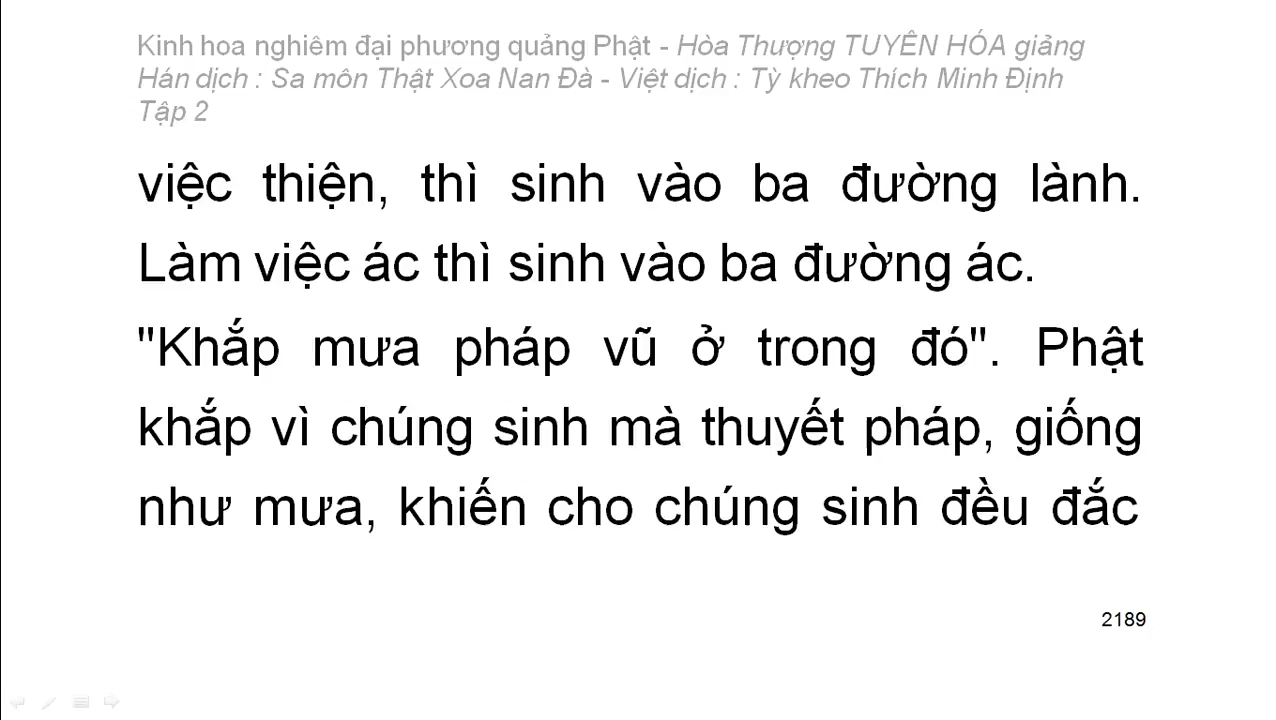 Kinh hoa nghiêm đại phương quảng Phật - Hòa Thượng TUYÊN HÓA giảng
Hán dịch : Sa môn Thật Xoa Nan Đà - Việt dịch : Tỳ kheo Thích Minh Định
Tập 2
việc thiện, thì sinh vào ba đường lành.
Làm việc ác thì sinh vào ba đường ác.
"Khắp mưa pháp vũ ở trong đó". Phật
khắp vì chúng sinh mà thuyết pháp, giống
như mưa, khiến cho chúng sinh đều đắc
2189